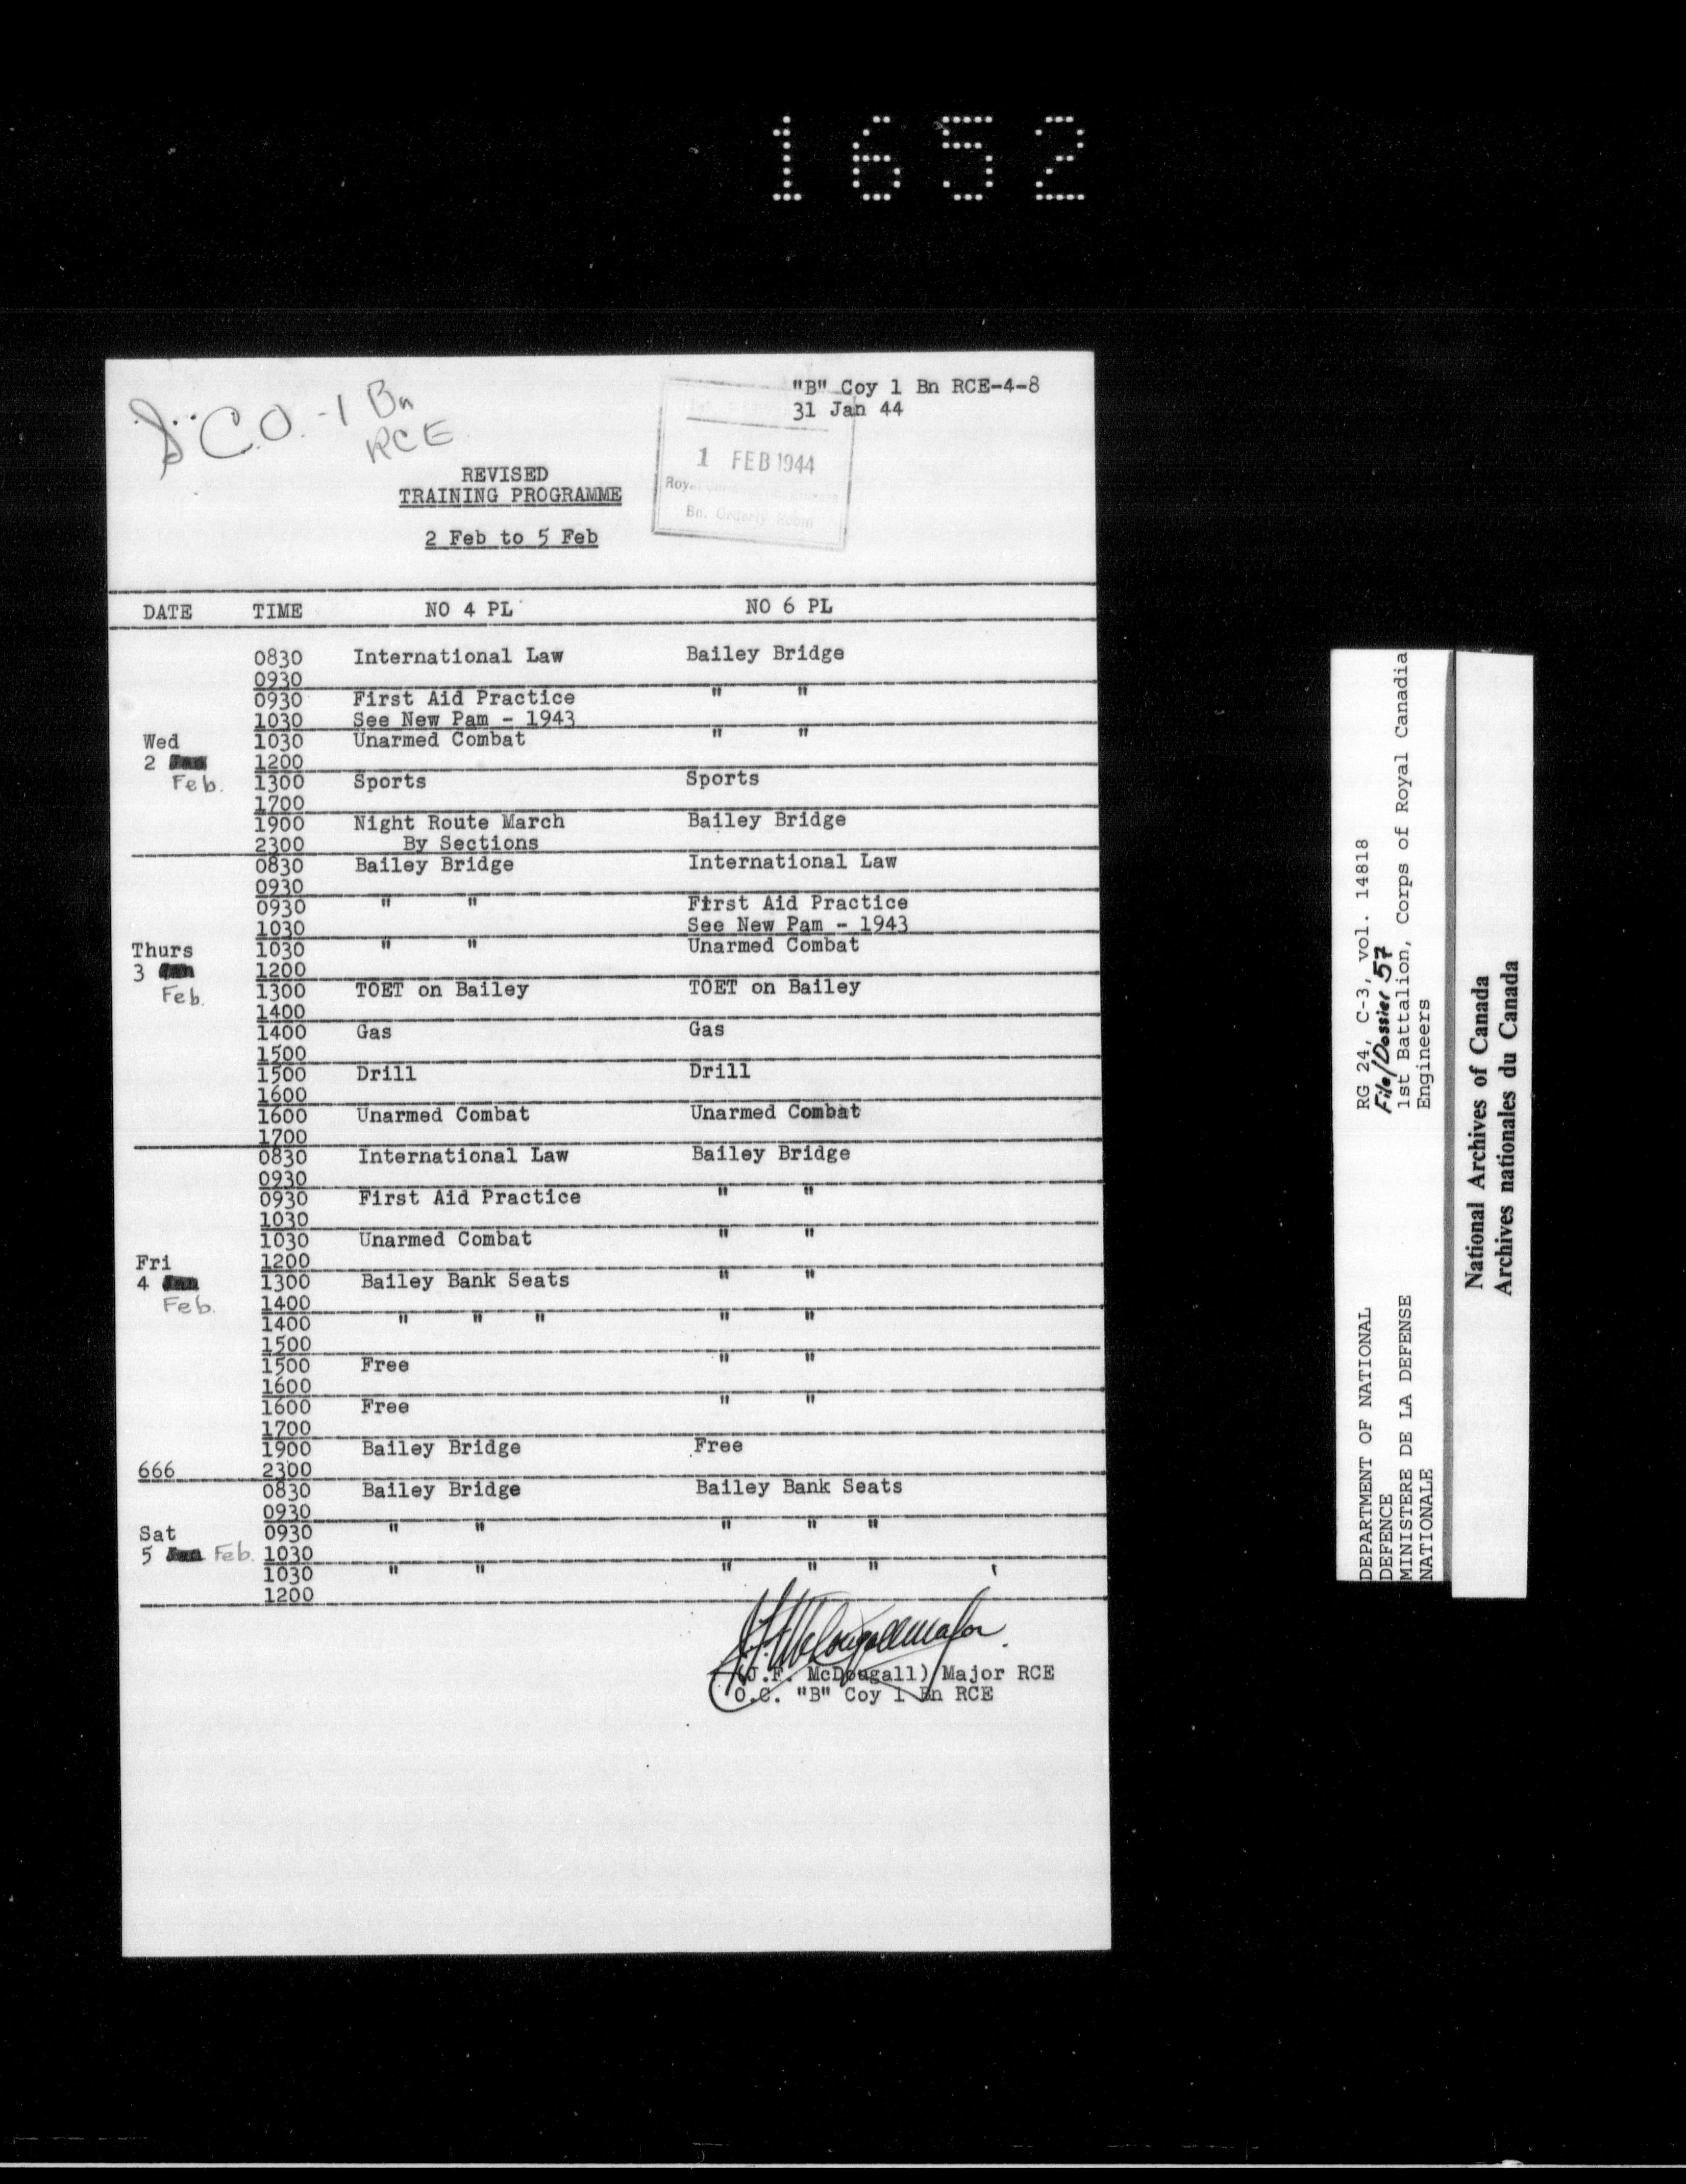 1652
"B" Coy 1 Bn RCE-4-8
31 Jan 44
C.O. -1 Bn
RCE
1 FEB 1944
Bn. Orderly Room
REVISED
TRAINING PROGRAMME
2 Feb to 5 Feb
DATE TIME NO 4 PL NO 6 PL
0830 International Law Bailey Bridge
0930
0930 First Aid Practice " "
1030 See New Pam - 1943
Wed 1030 Unarmed Combat " "
2 1200
Feb. 1300 Sports Sports
1700
1900 Night Route March Bailey Bridge
2300 By Sections
0830 Bailey Bridge International Law
0930
0930 " " First Aid Practice
1030 See New Pam - 1943
Thurs 1030 " " Unarmed Combat
3 1200
Feb. 1300 TOET on Bailey TOET on Bailey
1400
1400 Gas Gas
1500
1500 Drill Drill
1600
1600 Unarmed Combat Unarmed Combat
1700
0830 International Law Bailey Bridge
0930
0930 First Aid Practice " "
1030
1030 Unarmed Combat " "
Fri 1200
4 Jan 1300 Bailey Bank Seats " "
Feb. 1400
1400 " " " " "
1500
1500 Free " "
1600
1600 Free " "
1700
1900 Bailey Bridge Free
666 2300
0830 Bailey Bridge Bailey Bank Seats
0930
Sat 0930 " " " " "
5 Jan Feb. 1030
1030 " " " " "
1200
J.F. McDougall Major
(J.F. McDougall) Major RCE
O.C. "B" Coy 1 Bn RCE
RG 24, C-3, vol. 14818
File/Dossier 57
1st Battalion, Corps of Royal Canadia
Engineers
DEPARTMENT OF NATIONAL
DEFENCE
MINISTERE DE LA DEFENSE
NATIONALE
National Archives of Canada
Archives nationales du Canada